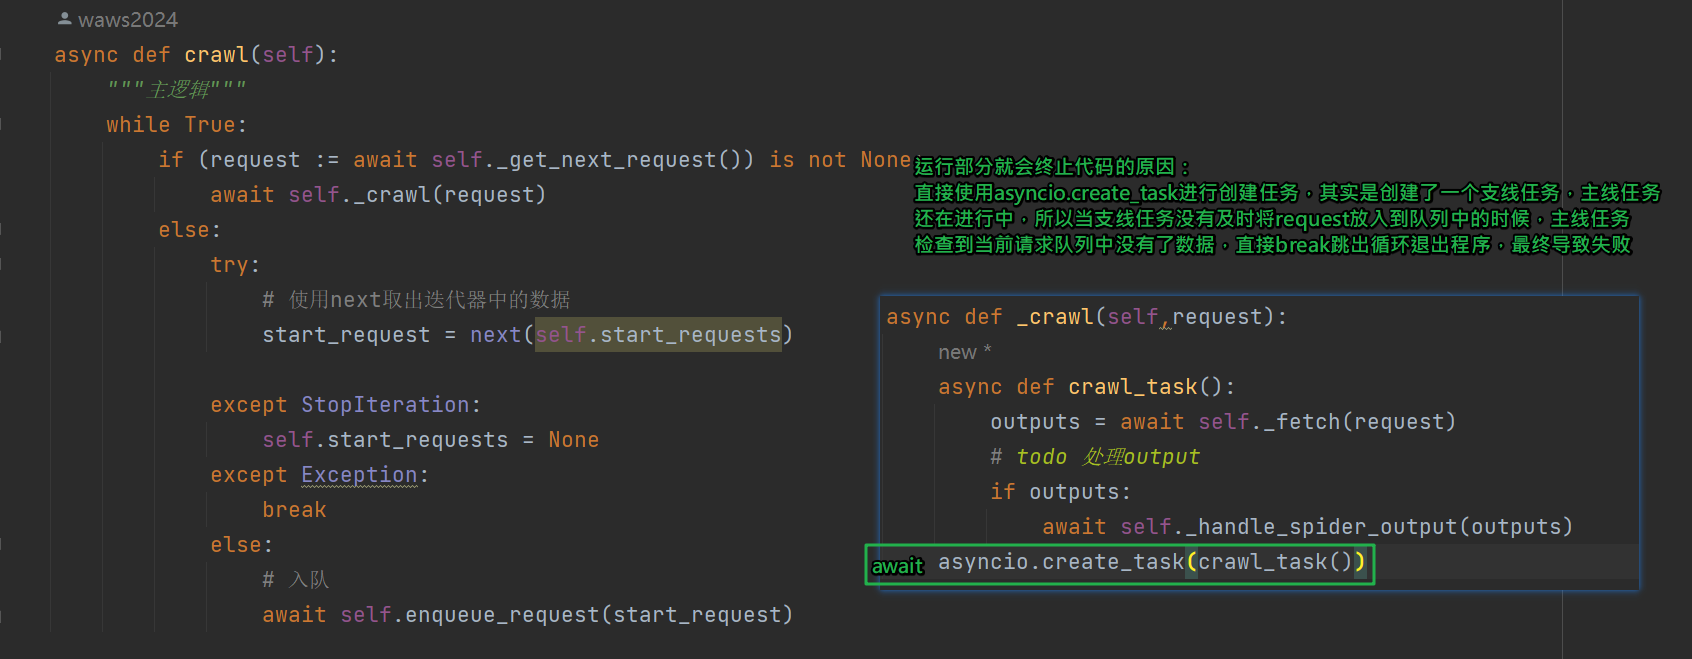 waws2024
async def crawl(self):
"""主逻辑"""
while True:
if (request := await self._get_next_request()) is not None
await self._crawl(request)
else:
try:
# 使用next取出迭代器中的数据
start_request = next(self.start_requests)
except StopIteration:
self.start_requests = None
except Exception:
break
else:
# 入队
await self.enqueue_request(start_request)
运行部分就会终止代码的原因：
直接使用asyncio.create_task进行创建任务，其实是创建了一个支线任务，主线任务
还在进行中，所以当支线任务没有及时将request放入到队列中的时候，主线任务
检查到当前请求队列中没有了数据，直接break跳出循环退出程序，最终导致失败
async def _crawl(self,request):
new *
async def crawl_task():
outputs = await self._fetch(request)
# todo 处理output
if outputs:
await self._handle_spider_output(outputs)
await asyncio.create_task(crawl_task())